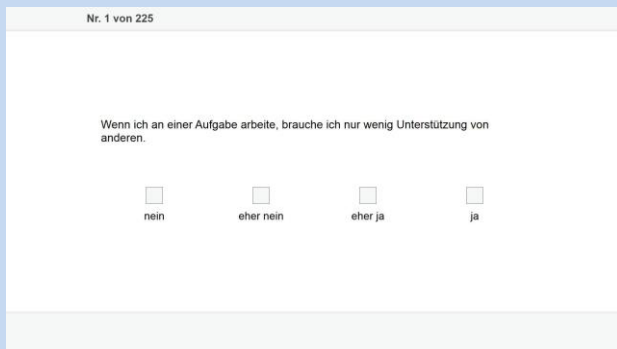 Nr. 1 von 225
Wenn ich an einer Aufgabe arbeite, brauche ich nur wenig Unterstützung von
anderen.
nein eher nein eher ja ja